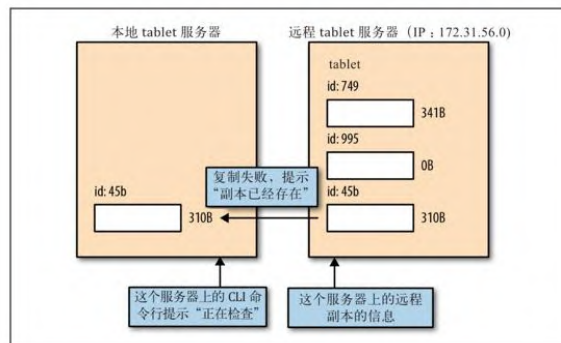 本地 tablet 服务器
远程 tablet 服务器（IP：172.31.56.0)
tablet
id: 749
341B
id: 995
0B
复制失败，提示
“副本已经存在”
id: 45b
310B
id: 45b
310B
这个服务器上的 CLI 命
令行提示“正在检查”
这个服务器上的远程
副本的信息